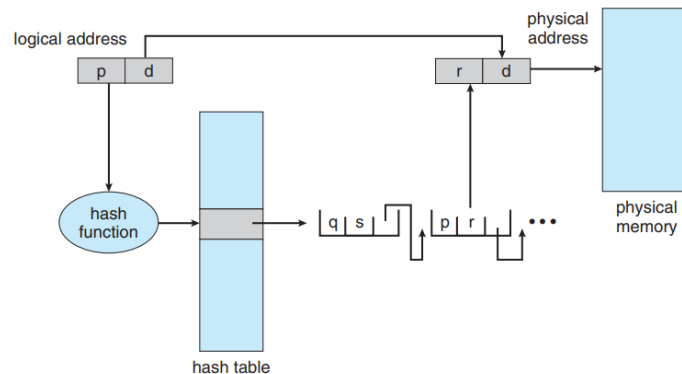 logical address
p d
hash
function
hash table
q s
p r
•••
r d
physical
address
physical
memory